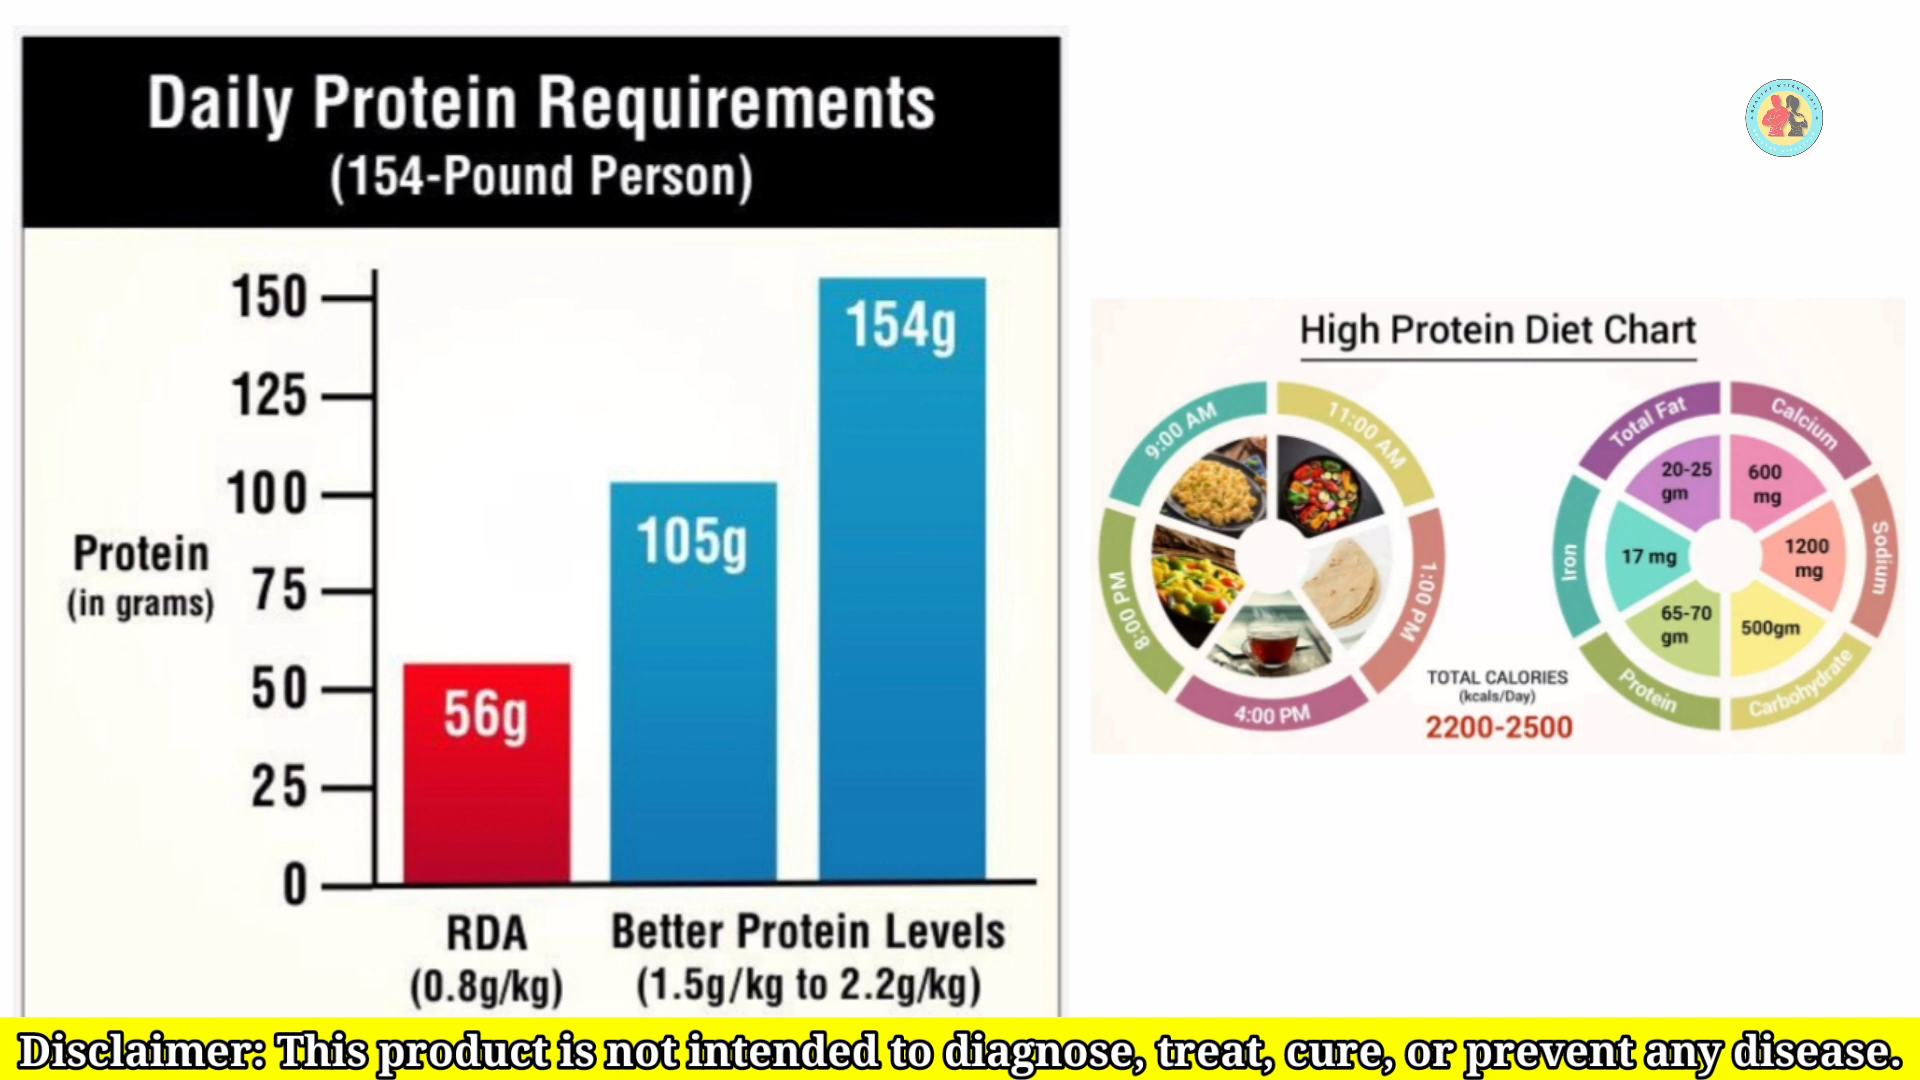 Daily Protein Requirements
(154-Pound Person)
150
125
100
75
50
25
0
Protein
(in grams)
154g
105g
56g
RDA
(0.8g/kg)
Better Protein Levels
(1.5g/kg to 2.2g/kg)
High Protein Diet Chart
9:00 AM
11:00 AM
1:00 PM
4:00 PM
8:00 PM
TOTAL CALORIES
(kcals/Day)
2200-2500
Total Fat
20-25
gm
Calcium
600
mg
Sodium
1200
mg
Carbohydrate
500gm
Protein
65-70
gm
Iron
17 mg
Disclaimer: This product is not intended to diagnose, treat, cure, or prevent any disease.